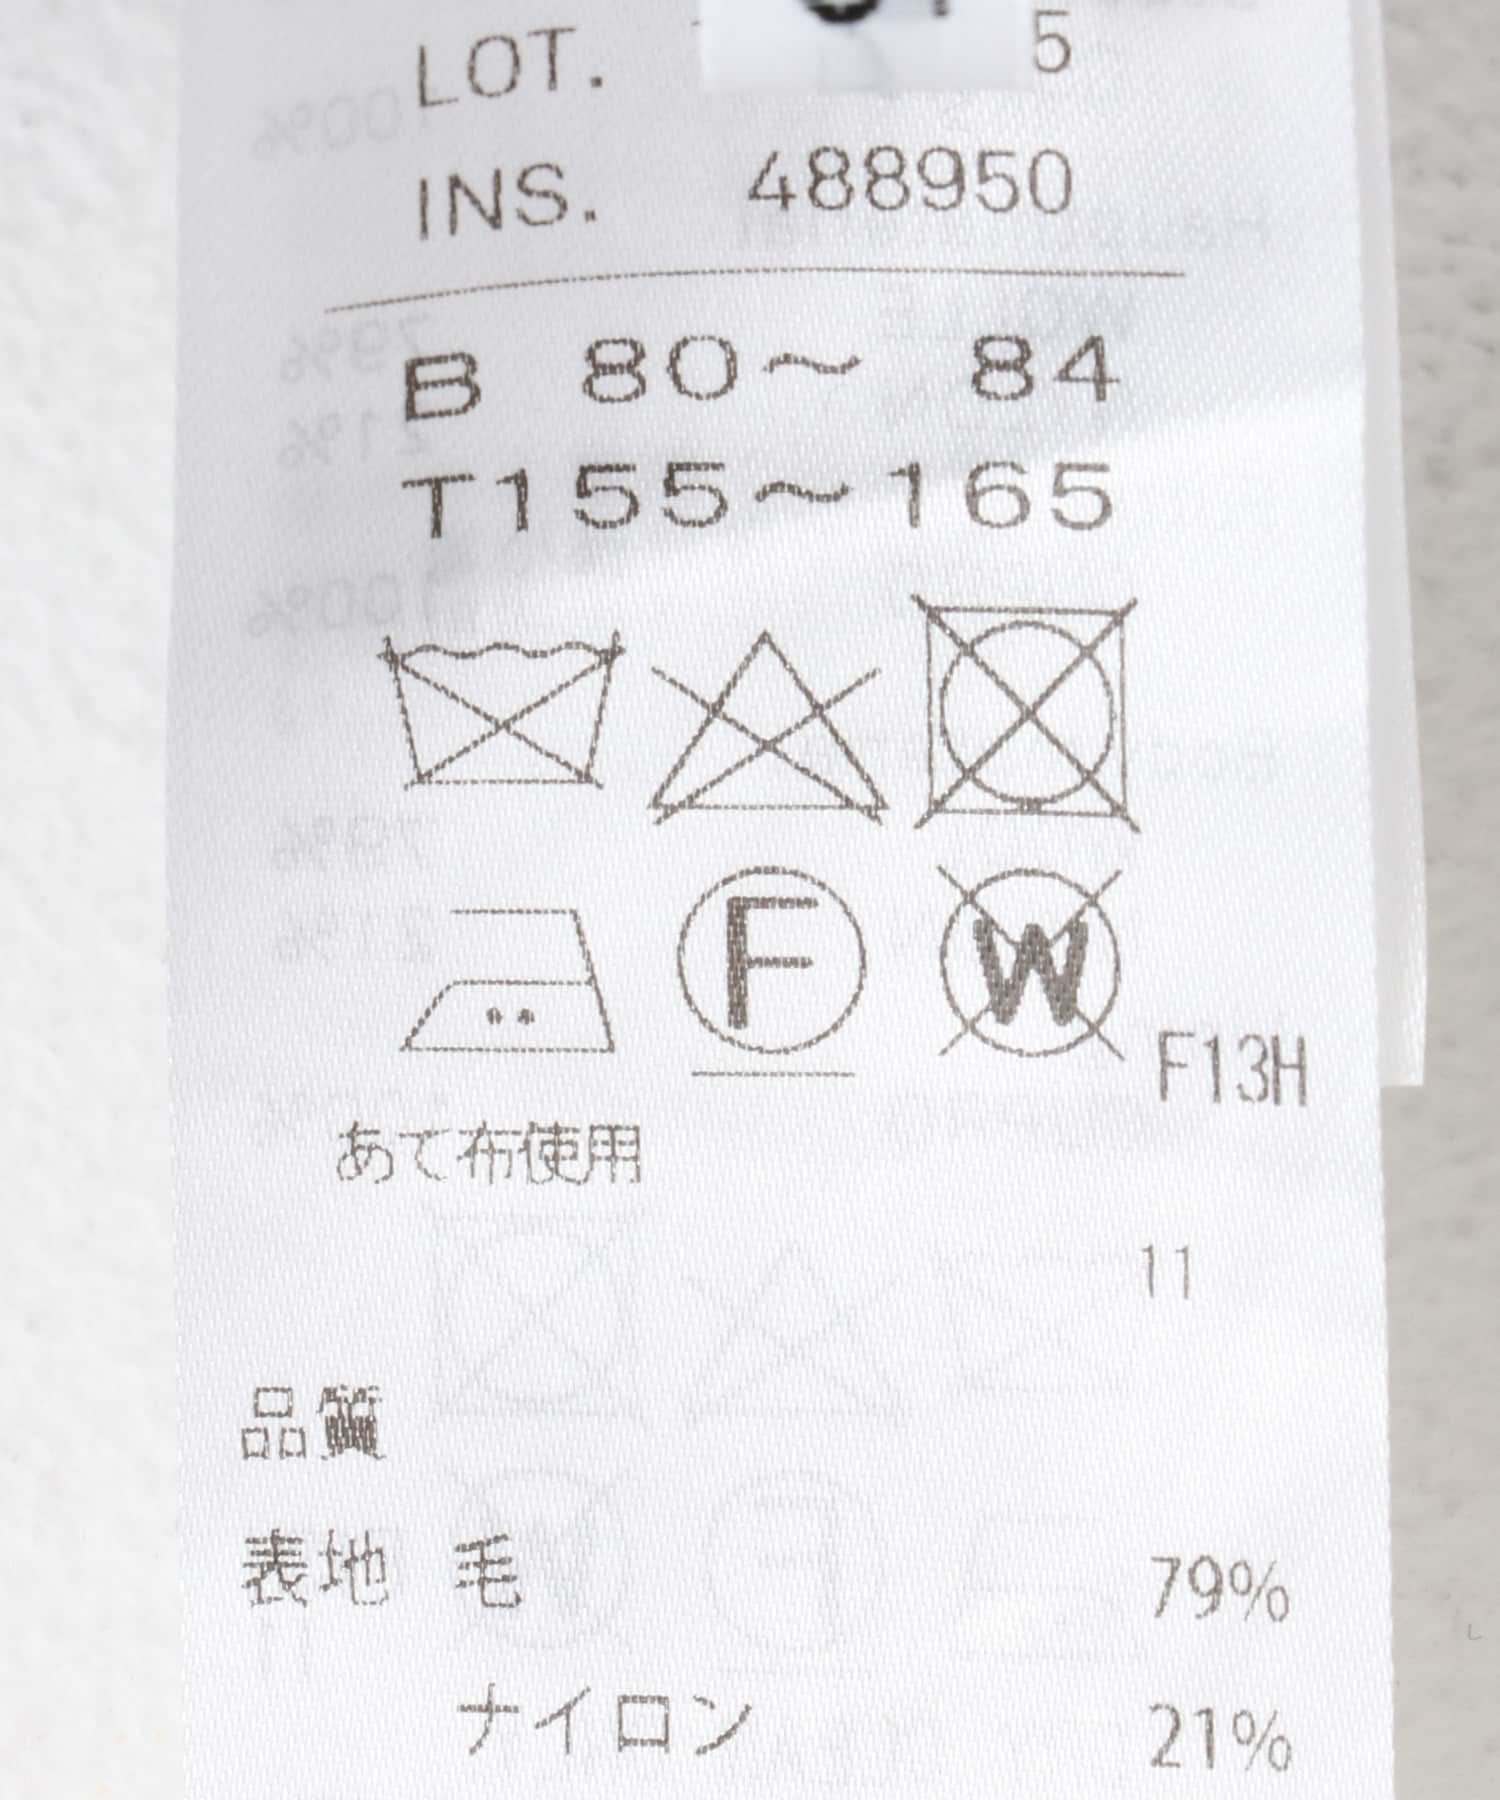 LOT. 5
INS. 488950
B 80～ 84
T155～165
F
W
F13H
あて布使用
11
品質
表地 毛 79%
ナイロン 21%